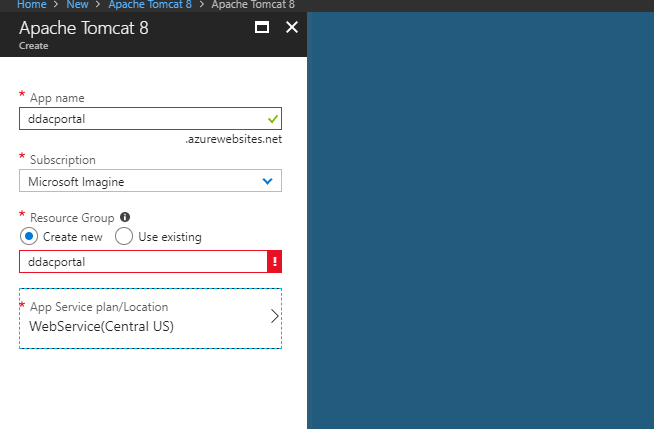 Home > New > Apache Tomcat 8 > Apache Tomcat 8
Apache Tomcat 8
Create
* App name
ddacportal
.azurewebsites.net
* Subscription
Microsoft Imagine
* Resource Group
Create new Use existing
ddacportal
* App Service plan/Location
WebService(Central US)